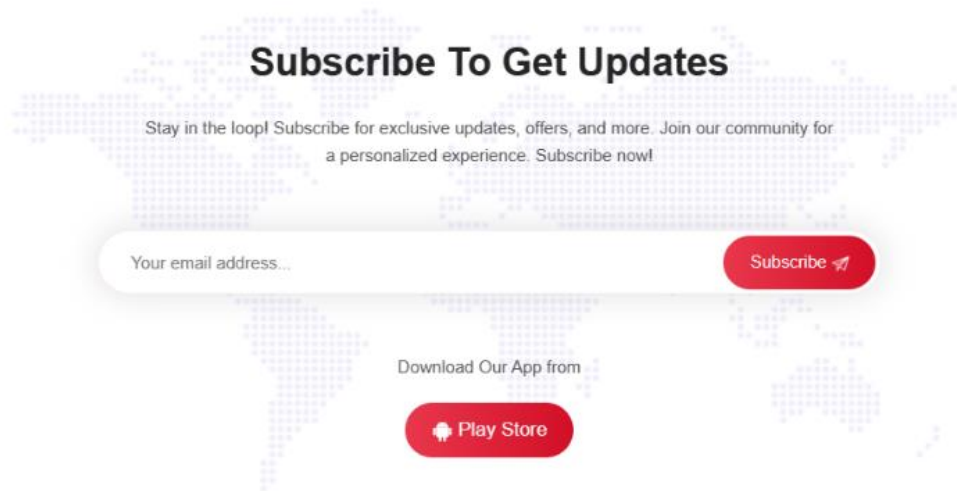 Subscribe To Get Updates
Stay in the loop! Subscribe for exclusive updates, offers, and more. Join our community for
a personalized experience. Subscribe now!
Your email address...
Subscribe
Download Our App from
Play Store